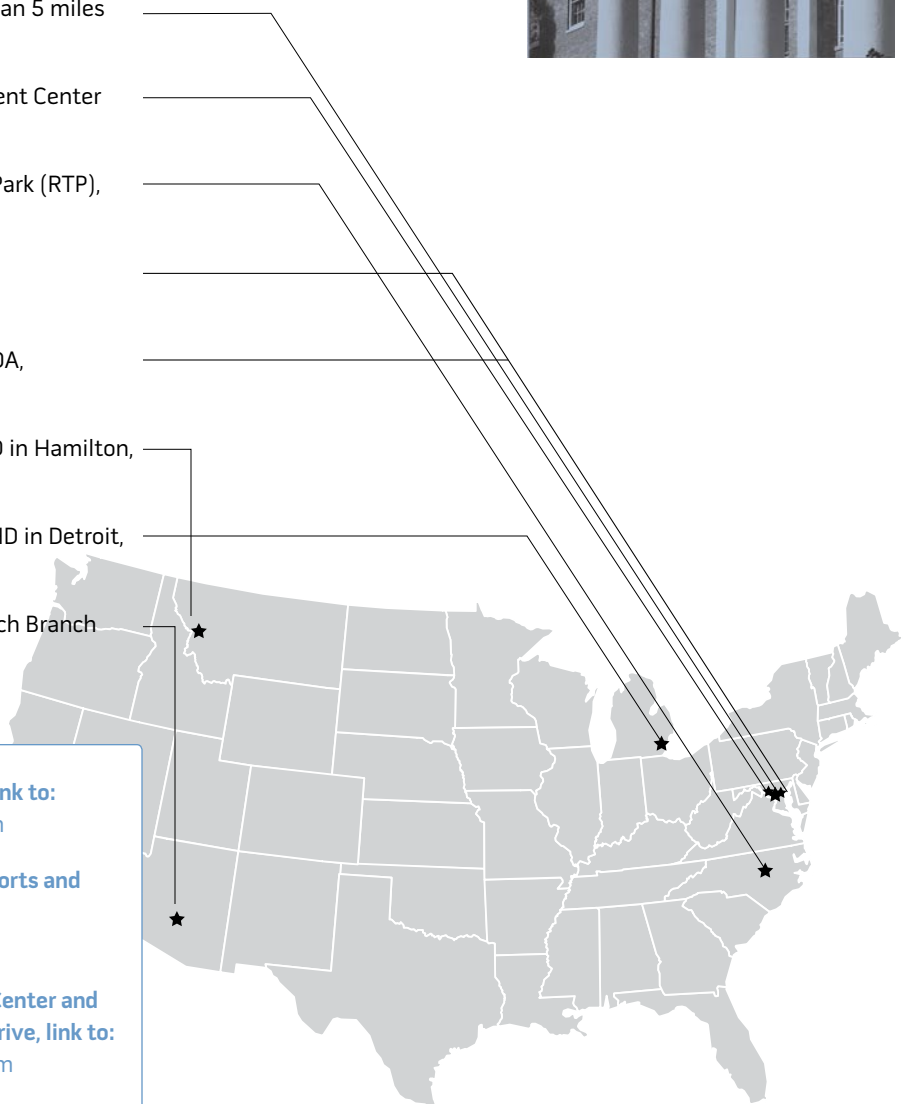 an 5 miles
ent Center
Park (RTP),
DA,
in Hamilton,
ID in Detroit,
ch Branch
nk to:
orts and
Center and
rive, link to:
m